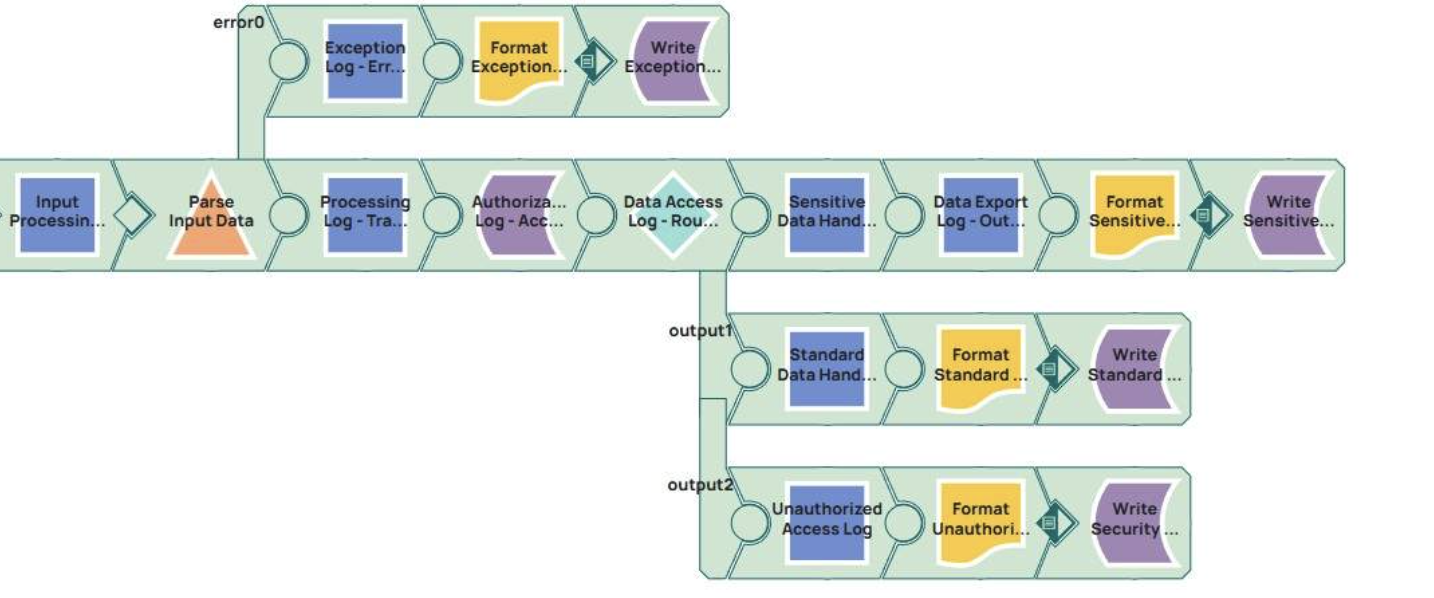 error0
Exception
Log - Err...
Format
Exception...
Write
Exception...
Input
Processin...
Parse
Input Data
Processing
Log - Tra...
Authoriza...
Log - Acc...
Data Access
Log - Rou...
Sensitive
Data Hand...
Data Export
Log - Out...
Format
Sensitive...
Write
Sensitive...
output1
Standard
Data Hand...
Format
Standard ...
Write
Standard ...
output2
Unauthorized
Access Log
Format
Unauthori...
Write
Security ...